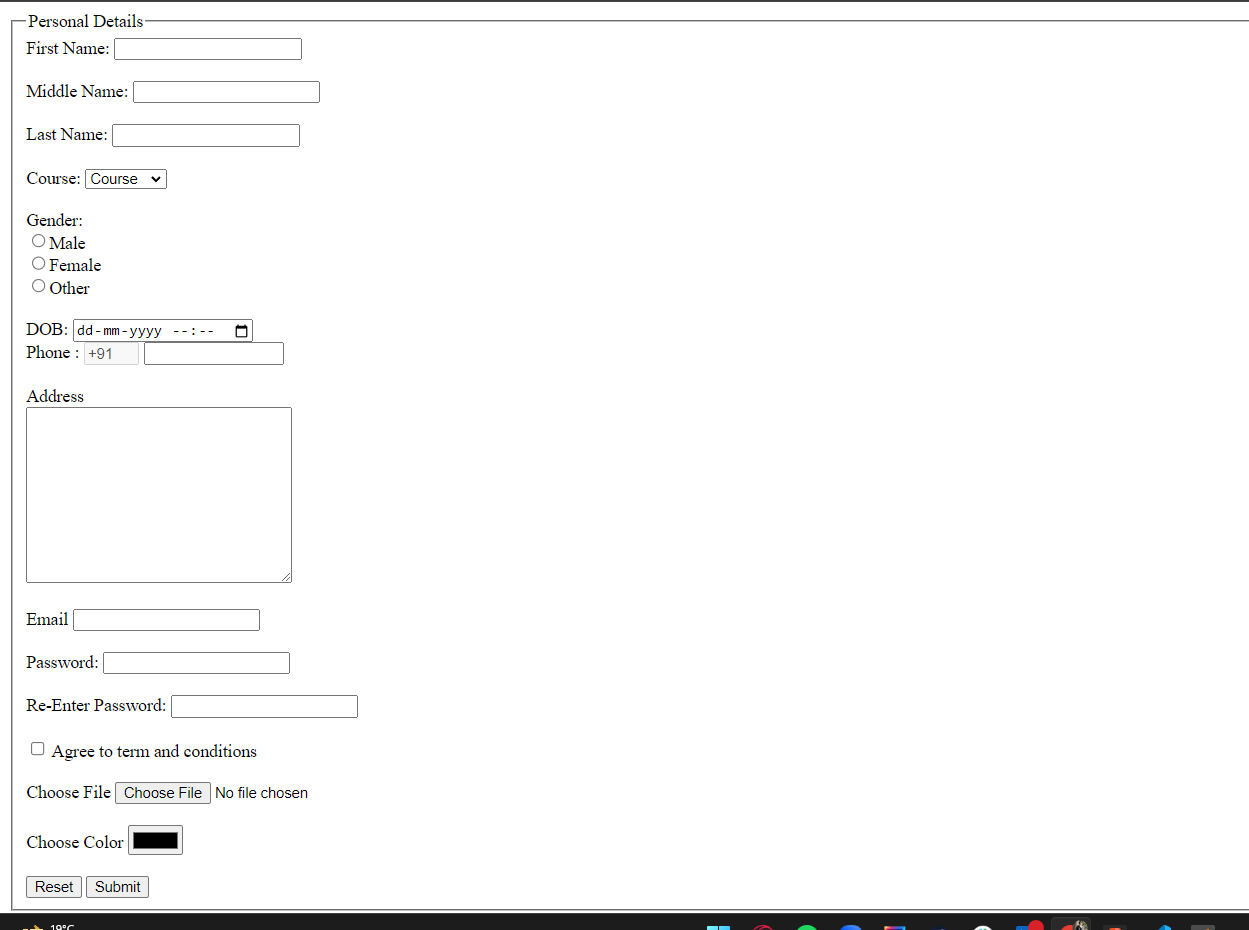 Personal Details
First Name:
Middle Name:
Last Name:
Course: Course
Gender:
Male
Female
Other
DOB: dd-mm-yyyy --:--
Phone : +91
Address
Email
Password:
Re-Enter Password:
Agree to term and conditions
Choose File Choose File No file chosen
Choose Color
Reset Submit
19°C